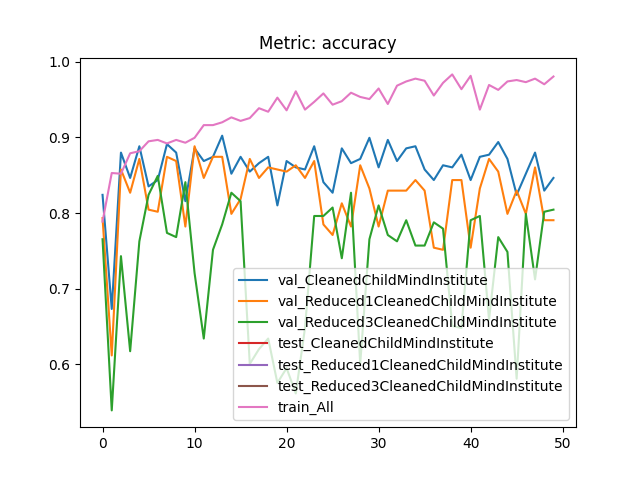 Metric: accuracy
1.0
0.9
0.8
0.7
0.6
val_CleanedChildMindInstitute
val_Reduced1CleanedChildMindInstitute
val_Reduced3CleanedChildMindInstitute
test_CleanedChildMindInstitute
test_Reduced1CleanedChildMindInstitute
test_Reduced3CleanedChildMindInstitute
train_All
0 10 20 30 40 50